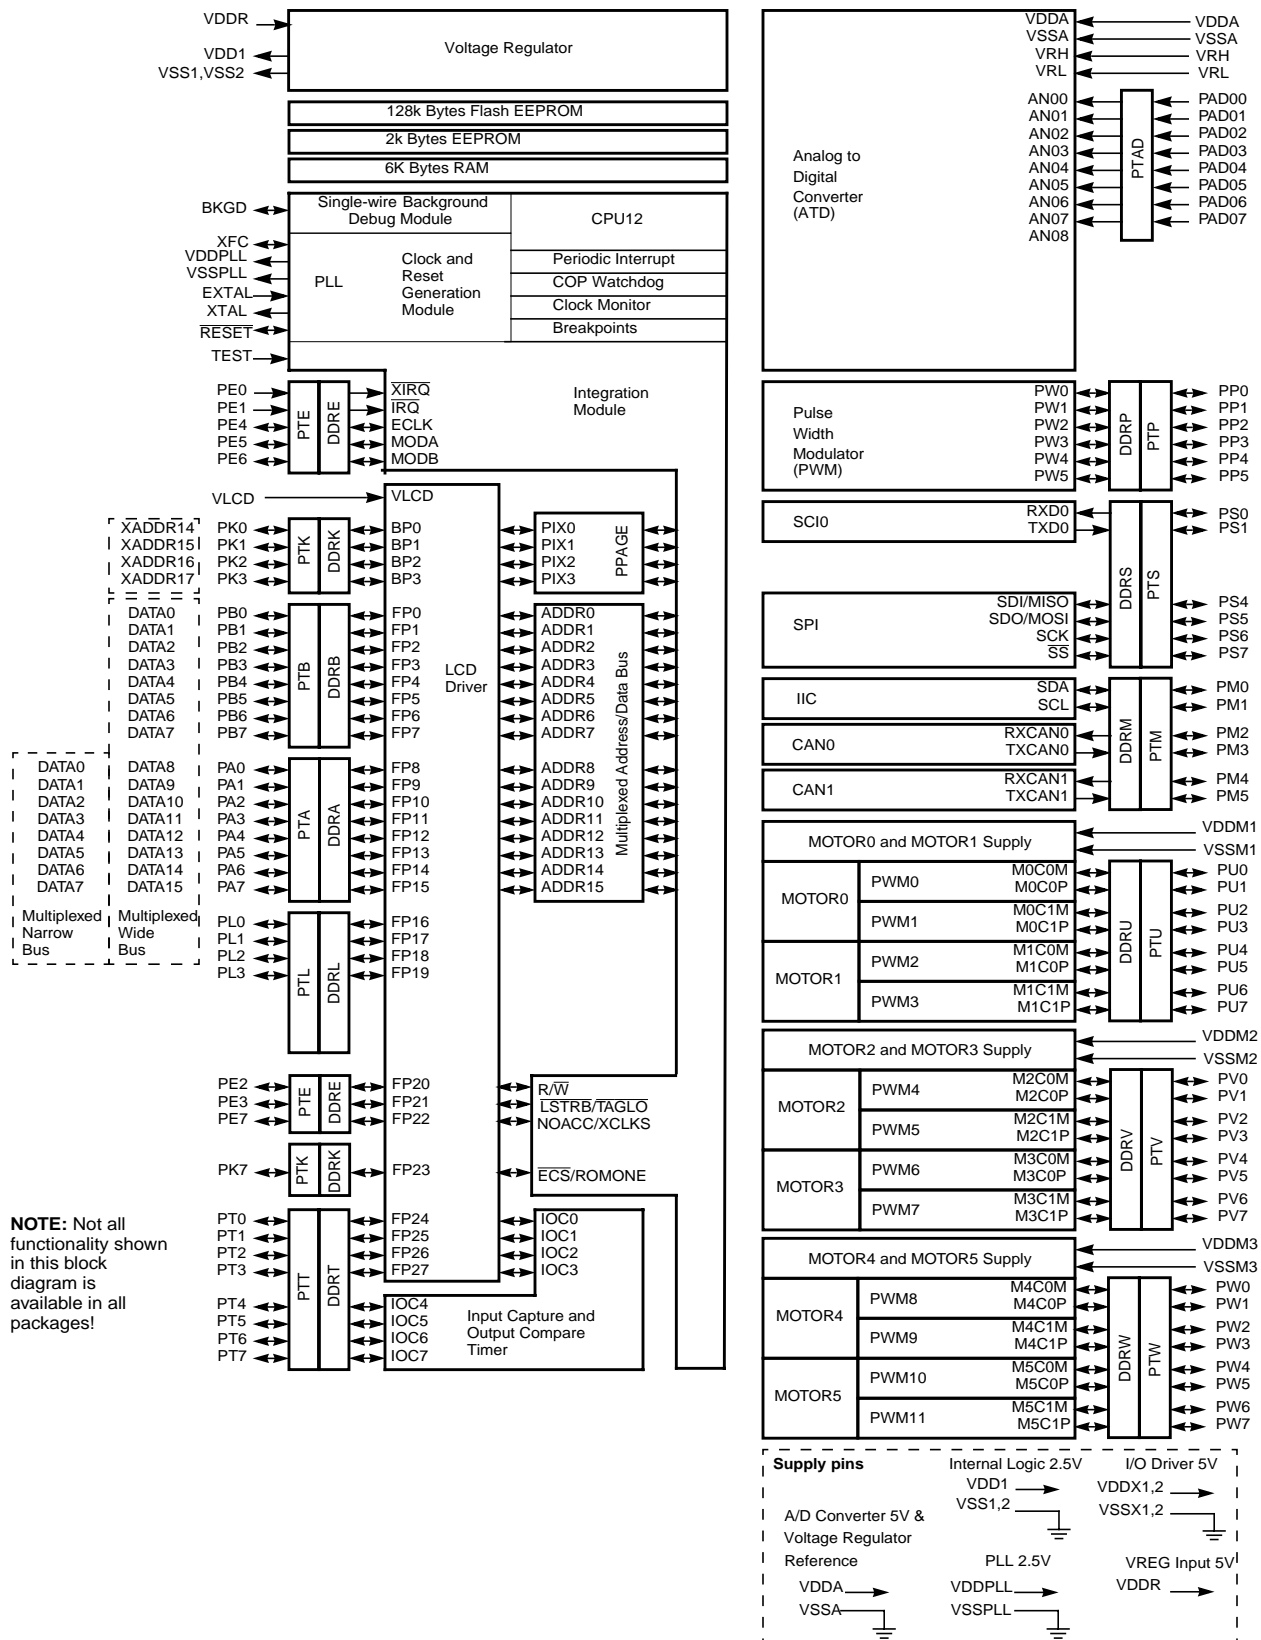 VDDR
Voltage Regulator
VDD1
VSS1,VSS2
128k Bytes Flash EEPROM
2k Bytes EEPROM
6K Bytes RAM
BKGD
Single-wire Background
Debug Module
CPU12
XFC
VDDPLL
VSSPLL
EXTAL
XTAL
RESET
TEST
PLL
Clock and
Reset
Generation
Module
Periodic Interrupt
COP Watchdog
Clock Monitor
Breakpoints
Integration
Module
PE0
PE1
PE4
PE5
PE6
PTE
DDRE
XIRQ
IRQ
ECLK
MODA
MODB
VLCD
VLCD
XADDR14
XADDR15
XADDR16
XADDR17
PK0
PK1
PK2
PK3
PTK
DDRK
BP0
BP1
BP2
BP3
PIX0
PIX1
PIX2
PIX3
PPAGE
DATA0
DATA1
DATA2
DATA3
DATA4
DATA5
DATA6
DATA7
PB0
PB1
PB2
PB3
PB4
PB5
PB6
PB7
PTB
DDRB
FP0
FP1
FP2
FP3
FP4
FP5
FP6
FP7
LCD
Driver
ADDR0
ADDR1
ADDR2
ADDR3
ADDR4
ADDR5
ADDR6
ADDR7
Multiplexed Address/Data Bus
DATA0
DATA1
DATA2
DATA3
DATA4
DATA5
DATA6
DATA7
Multiplexed
Narrow
Bus
DATA8
DATA9
DATA10
DATA11
DATA12
DATA13
DATA14
DATA15
Multiplexed
Wide
Bus
PA0
PA1
PA2
PA3
PA4
PA5
PA6
PA7
PTA
DDRA
FP8
FP9
FP10
FP11
FP12
FP13
FP14
FP15
ADDR8
ADDR9
ADDR10
ADDR11
ADDR12
ADDR13
ADDR14
ADDR15
PL0
PL1
PL2
PL3
PTL
DDRL
FP16
FP17
FP18
FP19
PE2
PE3
PE7
PTE
DDRE
FP20
FP21
FP22
R/W
LSTRB/TAGLO
NOACC/XCLKS
PK7
PTK
DDRK
FP23
ECS/ROMONE
NOTE: Not all
functionality shown
in this block
diagram is
available in all
packages!
PT0
PT1
PT2
PT3
PT4
PT5
PT6
PT7
PTT
DDRT
FP24
FP25
FP26
FP27
IOC0
IOC1
IOC2
IOC3
IOC4
IOC5
IOC6
IOC7
Input Capture and
Output Compare
Timer
Analog to
Digital
Converter
(ATD)
VDDA
VSSA
VRH
VRL
VDDA
VSSA
VRH
VRL
AN00
AN01
AN02
AN03
AN04
AN05
AN06
AN07
AN08
PTAD
PAD00
PAD01
PAD02
PAD03
PAD04
PAD05
PAD06
PAD07
Pulse
Width
Modulator
(PWM)
PW0
PW1
PW2
PW3
PW4
PW5
DDRP
PTP
PP0
PP1
PP2
PP3
PP4
PP5
SCI0
RXD0
TXD0
PS0
PS1
DDRS
PTS
SPI
SDI/MISO
SDO/MOSI
SCK
SS
PS4
PS5
PS6
PS7
IIC
SDA
SCL
PM0
PM1
CAN0
RXCAN0
TXCAN0
DDRM
PTM
PM2
PM3
CAN1
RXCAN1
TXCAN1
PM4
PM5
MOTOR0 and MOTOR1 Supply
VDDM1
VSSM1
MOTOR0
PWM0
M0C0M
M0C0P
PWM1
M0C1M
M0C1P
MOTOR1
PWM2
M1C0M
M1C0P
PWM3
M1C1M
M1C1P
DDRU
PTU
PU0
PU1
PU2
PU3
PU4
PU5
PU6
PU7
MOTOR2 and MOTOR3 Supply
VDDM2
VSSM2
MOTOR2
PWM4
M2C0M
M2C0P
PWM5
M2C1M
M2C1P
MOTOR3
PWM6
M3C0M
M3C0P
PWM7
M3C1M
M3C1P
DDRV
PTV
PV0
PV1
PV2
PV3
PV4
PV5
PV6
PV7
MOTOR4 and MOTOR5 Supply
VDDM3
VSSM3
MOTOR4
PWM8
M4C0M
M4C0P
PWM9
M4C1M
M4C1P
MOTOR5
PWM10
M5C0M
M5C0P
PWM11
M5C1M
M5C1P
DDRW
PTW
PW0
PW1
PW2
PW3
PW4
PW5
PW6
PW7
Supply pins
Internal Logic 2.5V
VDD1
VSS1,2
I/O Driver 5V
VDDX1,2
VSSX1,2
A/D Converter 5V &
Voltage Regulator
Reference
VDDA
VSSA
PLL 2.5V
VDDPLL
VSSPLL
VREG Input 5V
VDDR